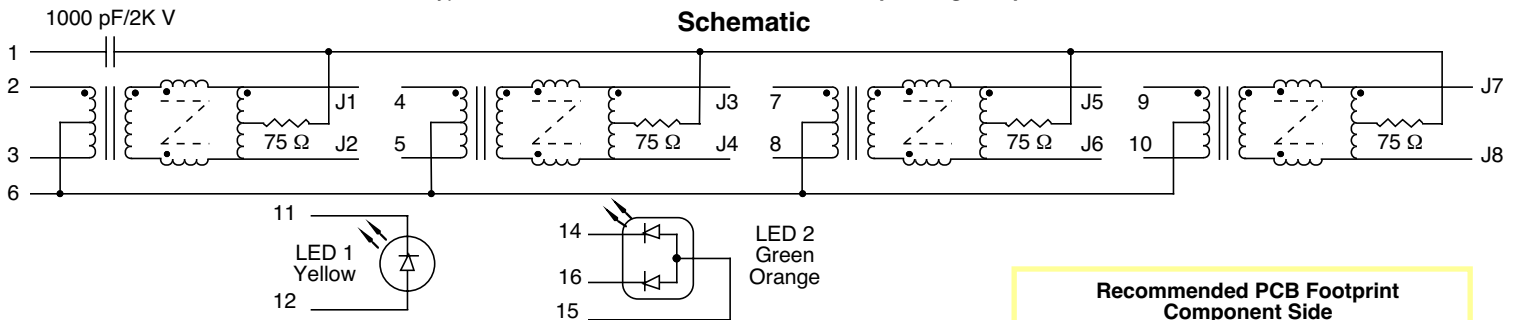 1000 pF/2K V
Schematic
1
2
3
6
J1
J2
75 Ω
4
5
J3
J4
75 Ω
7
8
J5
J6
75 Ω
9
10
J7
J8
75 Ω
11
LED 1
Yellow
12
14
16
15
LED 2
Green
Orange
Recommended PCB Footprint
Component Side